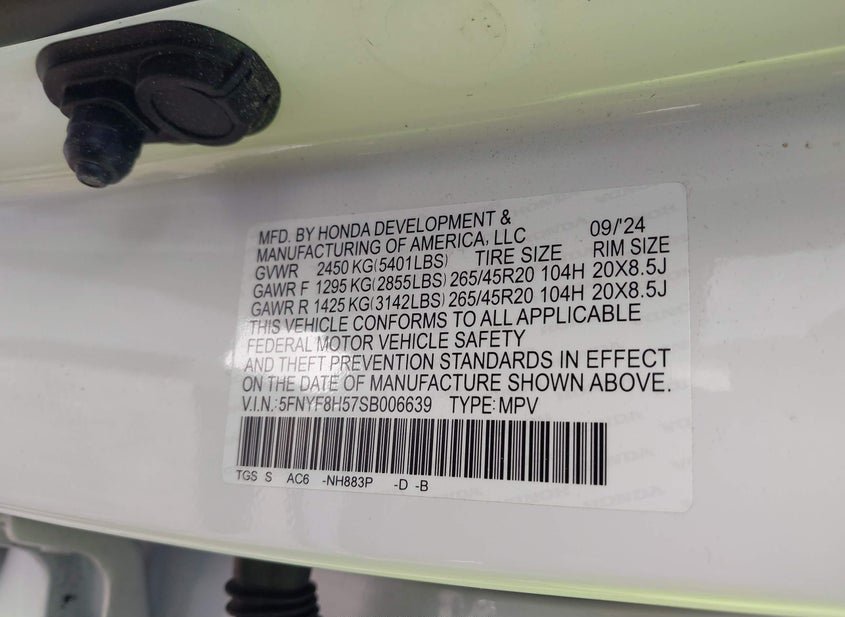 MFD. BY HONDA DEVELOPMENT &
MANUFACTURING OF AMERICA, LLC 09/'24
GVWR 2450 KG(5401LBS) TIRE SIZE RIM SIZE
GAWR F 1295 KG(2855LBS) 265/45R20 104H 20X8.5J
GAWR R 1425 KG(3142LBS) 265/45R20 104H 20X8.5J
THIS VEHICLE CONFORMS TO ALL APPLICABLE
FEDERAL MOTOR VEHICLE SAFETY
AND THEFT PREVENTION STANDARDS IN EFFECT
ON THE DATE OF MANUFACTURE SHOWN ABOVE.
V.I.N.: 5FNYF8H57SB006639 TYPE: MPV
TGS S AC6 -NH883P -D -B